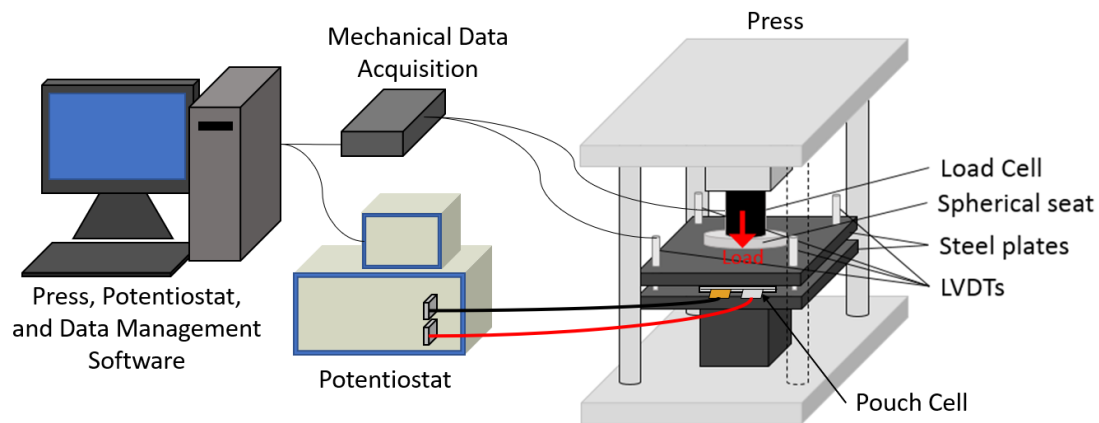 Press
Mechanical Data
Acquisition
Load Cell
Spherical seat
Steel plates
LVDTs
Load
Press, Potentiostat,
and Data Management
Software
Potentiostat
Pouch Cell